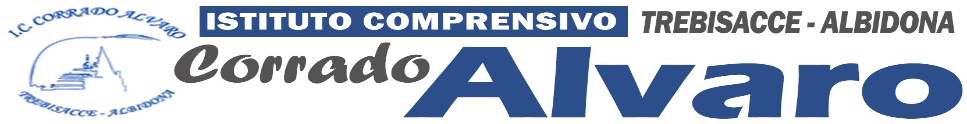 I.C. CORRADO ALVARO
TREBISACCE - ALBIDONA
ISTITUTO COMPRENSIVO TREBISACCE - ALBIDONA
Corrado Alvaro